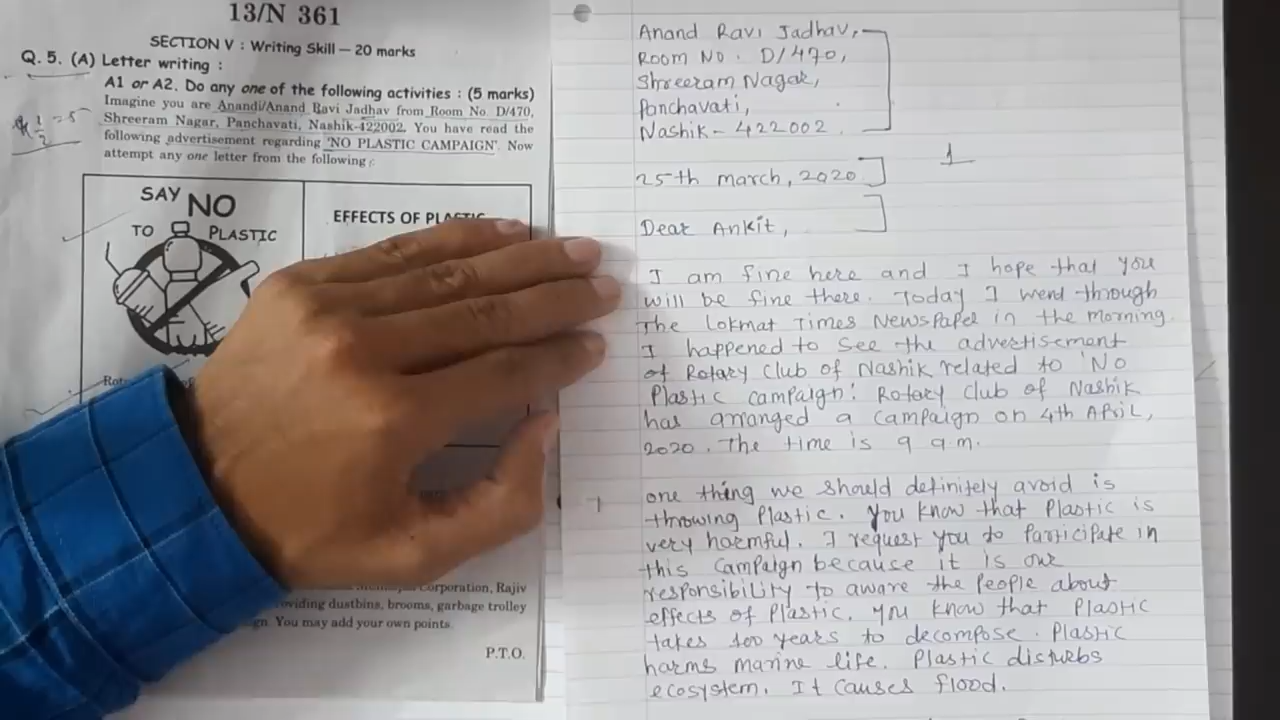 13/N 361
SECTION V : Writing Skill — 20 marks
Q. 5. (A) Letter writing :
A1 or A2. Do any one of the following activities : (5 marks)
Imagine you are Anandi/Anand Ravi Jadhav from Room No. D/470,
Shreeram Nagar, Panchavati, Nashik-422002. You have read the
following advertisement regarding 'NO PLASTIC CAMPAIGN'. Now
attempt any one letter from the following :
SAY NO
TO PLASTIC
EFFECTS OF PLASTIC
Corporation, Rajiv
roviding dustbins, brooms, garbage trolley
gn. You may add your own points.
P.T.O.
Anand Ravi Jadhav,
Room No. D/470,
Shreeram Nagar,
Panchavati,
Nashik - 422002.
25th march, 2020
1
Dear Ankit,
I am fine here and I hope that you
will be fine there. Today I went through
the Lokmat Times Newspaper in the morning.
I happened to see the advertisement
of Rotary Club of Nashik related to 'No
Plastic campaign'. Rotary Club of Nashik
has arranged a campaign on 4th April,
2020. The time is 9 a.m.
one thing we should definitely avoid is
throwing Plastic. You know that Plastic is
very harmful. I request you to Participate in
this campaign because it is our
responsibility to aware the People about
effects of Plastic. You know that Plastic
takes 100 years to decompose. Plastic
harms marine life. Plastic disturbs
ecosystem. It causes flood.